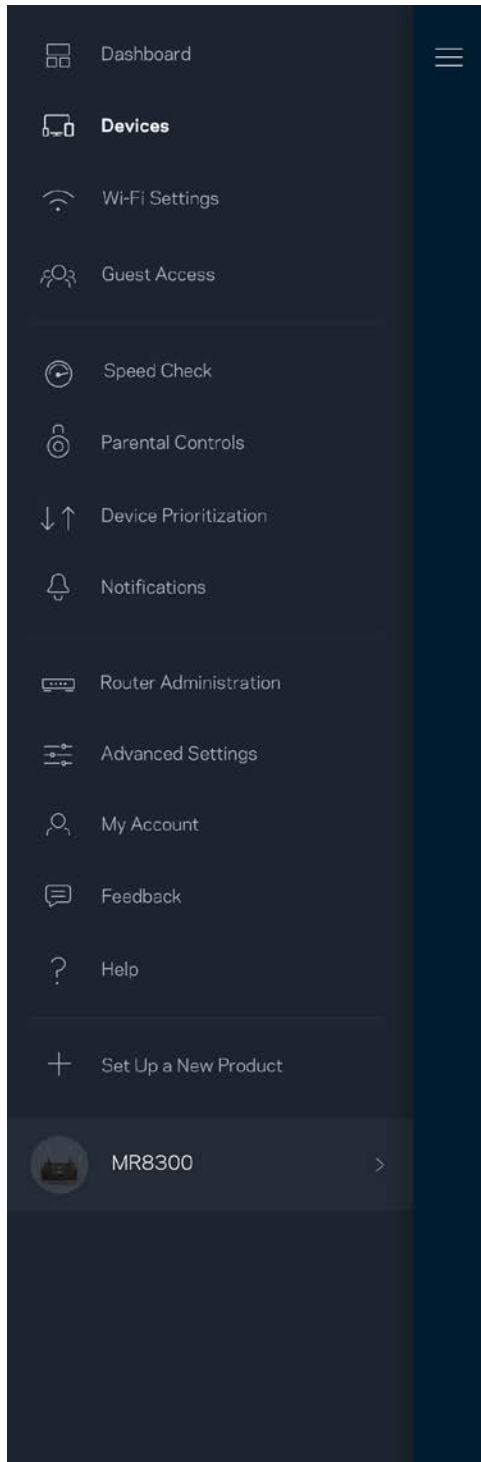 Dashboard
Devices
Wi-Fi Settings
Guest Access
Speed Check
Parental Controls
Device Prioritization
Notifications
Router Administration
Advanced Settings
My Account
Feedback
Help
Set Up a New Product
MR8300